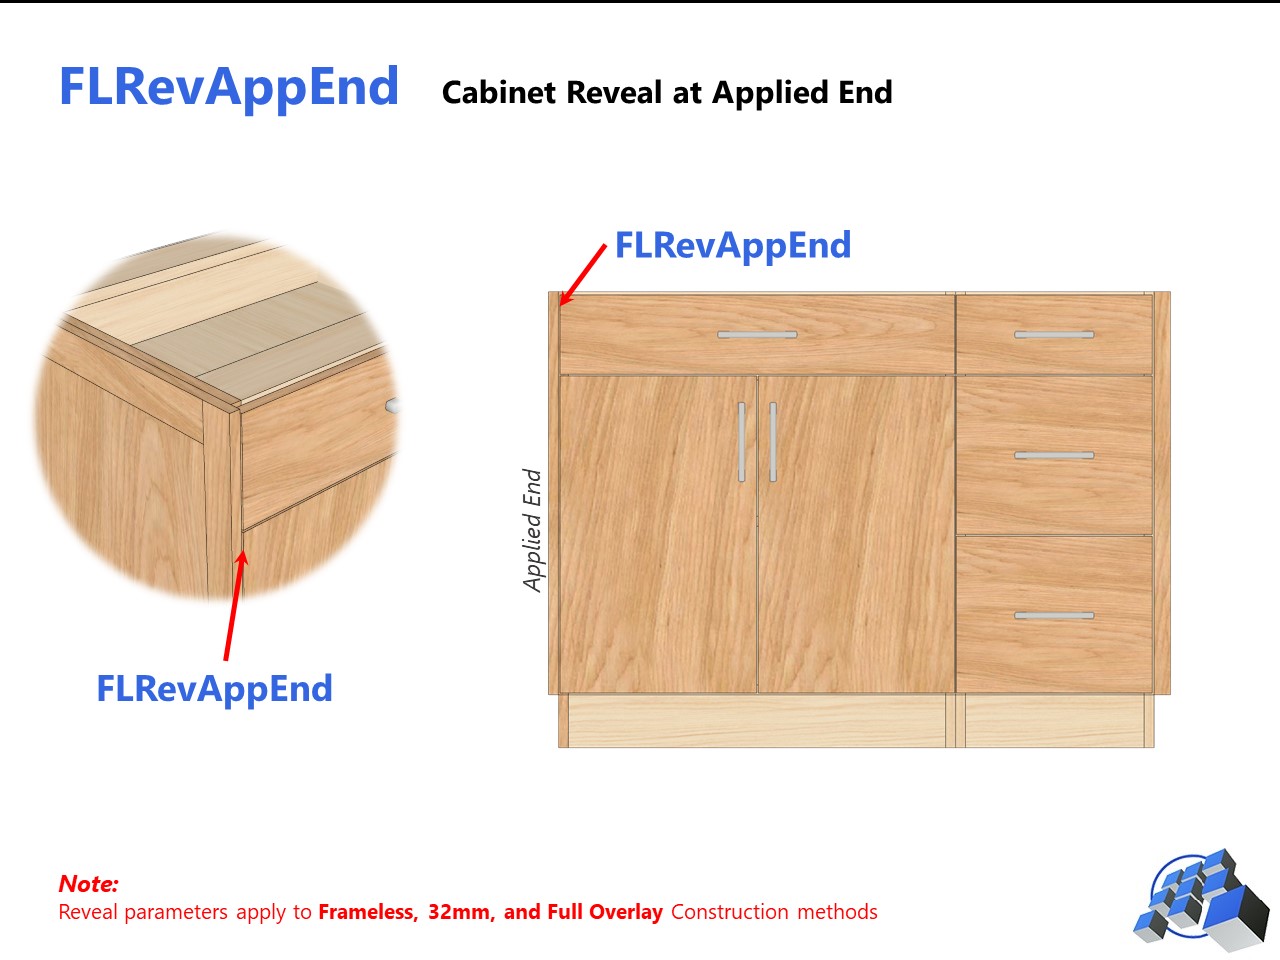 FLRevAppEnd Cabinet Reveal at Applied End
FLRevAppEnd
Applied End
FLRevAppEnd
Note:
Reveal parameters apply to Frameless, 32mm, and Full Overlay Construction methods